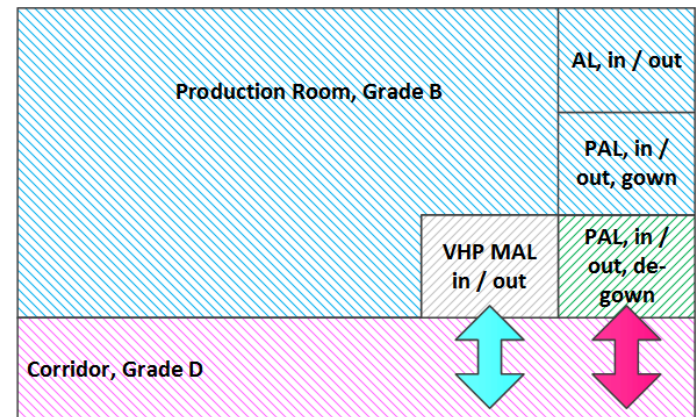 AL, in / out
Production Room, Grade B
PAL, in /
out, gown
VHP MAL
in / out
PAL, in /
out, de-
gown
Corridor, Grade D